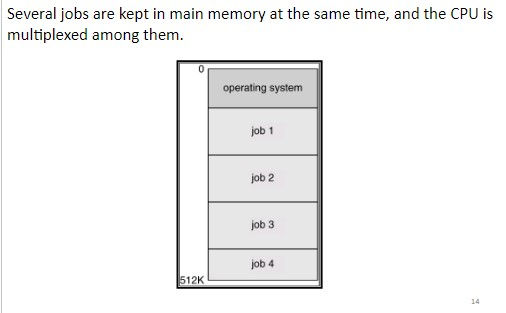 Several jobs are kept in main memory at the same time, and the CPU is
multiplexed among them.
0
operating system
job 1
job 2
job 3
job 4
512K
14